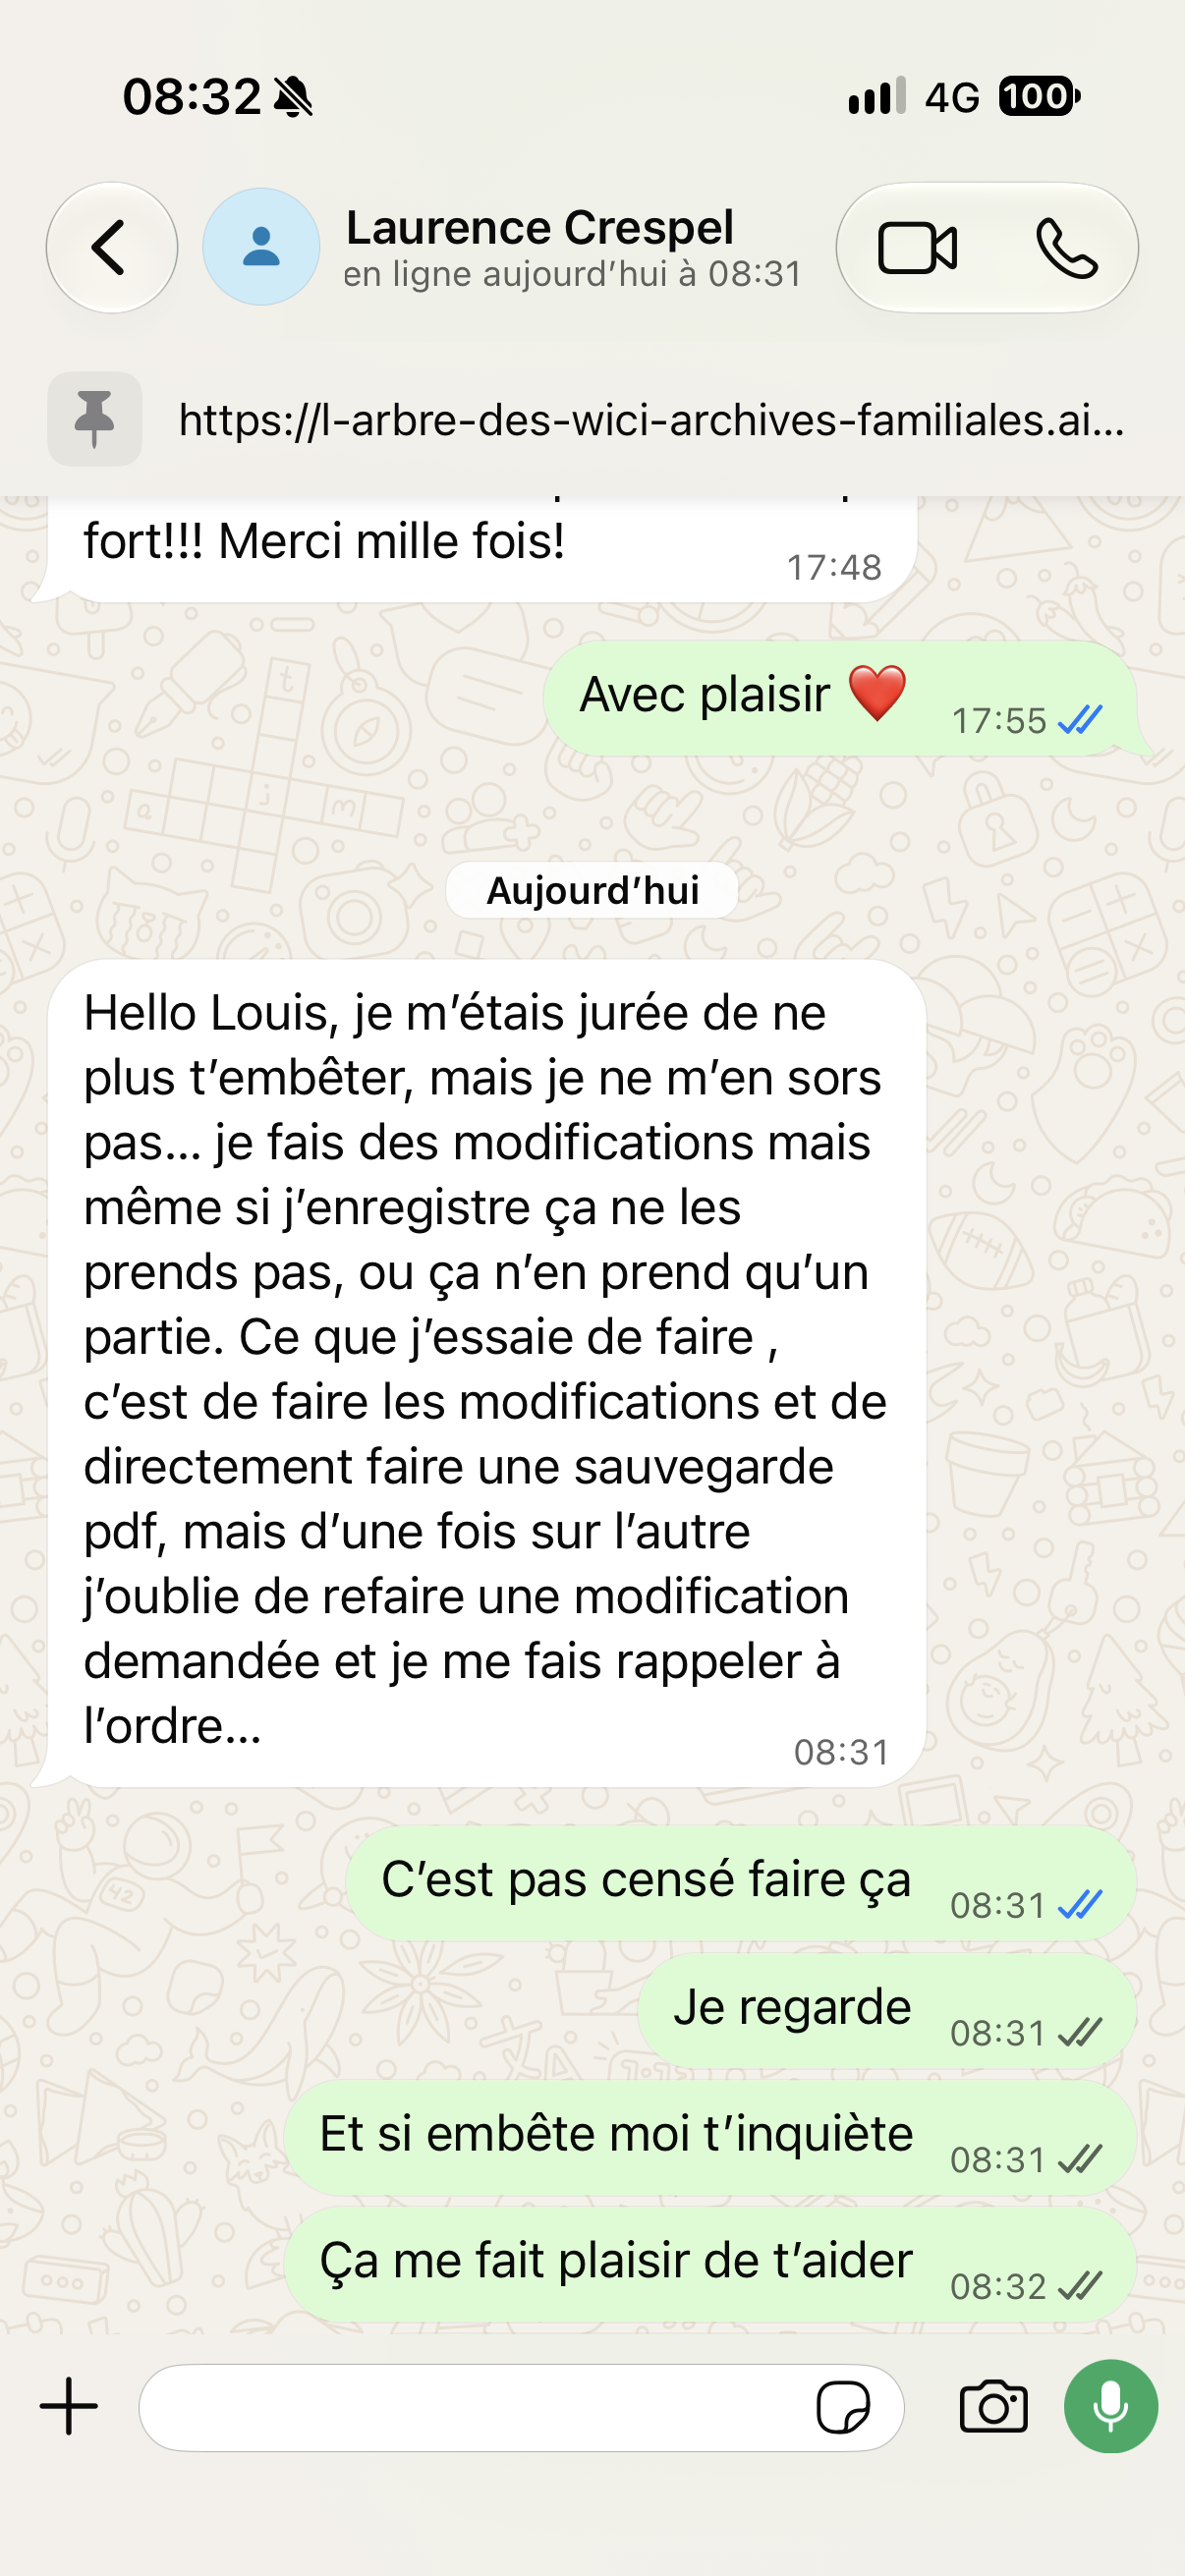 08:32
4G 100
Laurence Crespel
en ligne aujourd’hui à 08:31
https://l-arbre-des-wici-archives-familiales.ai...
fort!!! Merci mille fois!
17:48
Avec plaisir ❤️
17:55
Aujourd’hui
Hello Louis, je m’étais jurée de ne
plus t’embêter, mais je ne m’en sors
pas... je fais des modifications mais
même si j’enregistre ça ne les
prends pas, ou ça n’en prend qu’un
partie. Ce que j’essaie de faire ,
c’est de faire les modifications et de
directement faire une sauvegarde
pdf, mais d’une fois sur l’autre
j’oublie de refaire une modification
demandée et je me fais rappeler à
l’ordre...
08:31
C’est pas censé faire ça
08:31
Je regarde
08:31
Et si embête moi t’inquiète
08:31
Ça me fait plaisir de t’aider
08:32